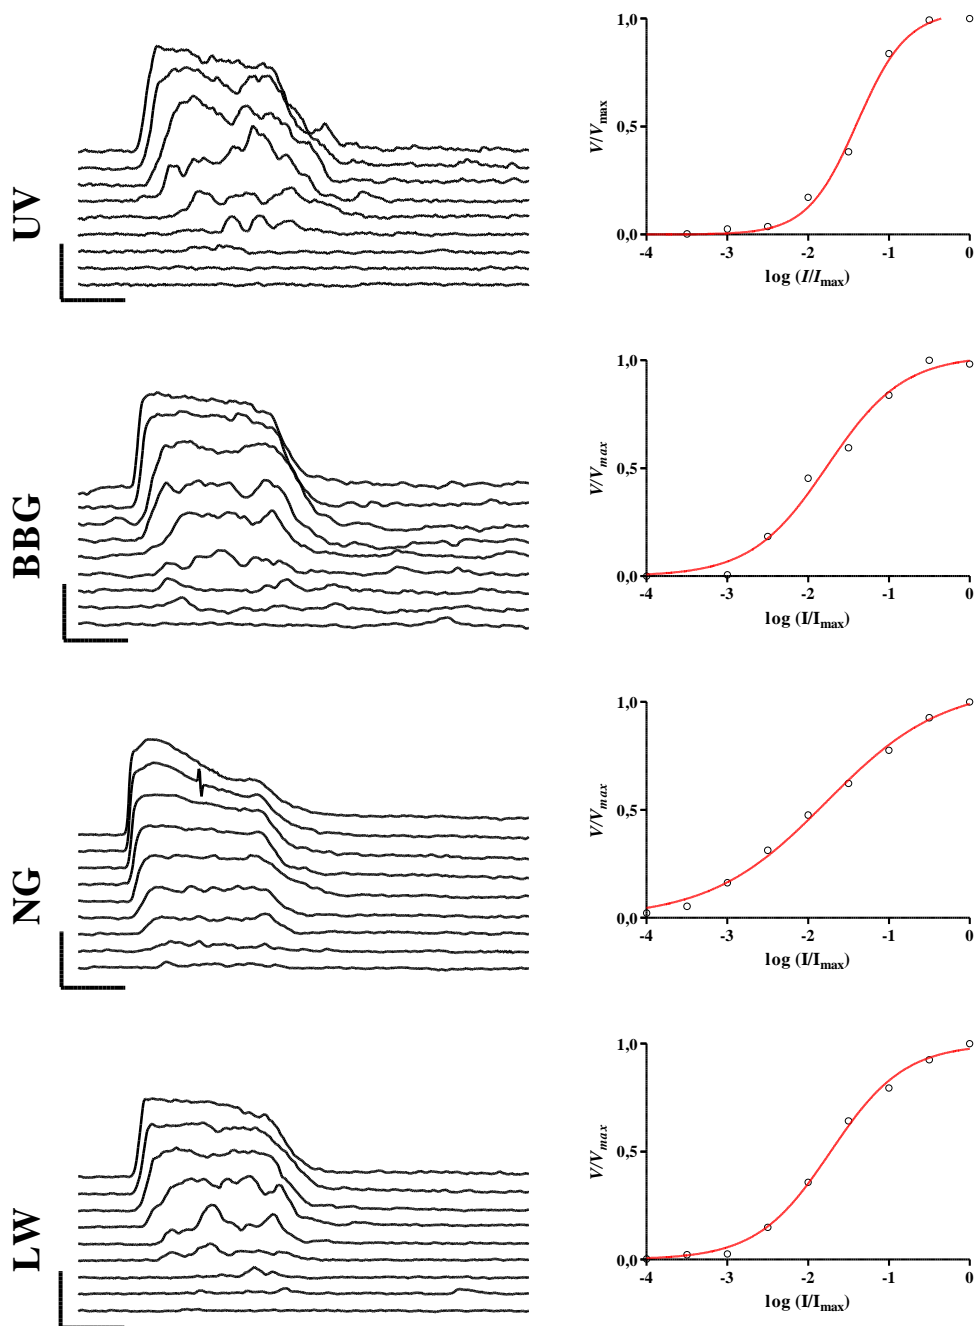 UV
1,0
0,5
0,0
V/Vmax
-4 -3 -2 -1 0
log (I/Imax)
BBG
1,0
0,5
0,0
V/Vmax
-4 -3 -2 -1 0
log (I/Imax)
NG
1,0
0,5
0,0
V/Vmax
-4 -3 -2 -1 0
log (I/Imax)
LW
1,0
0,5
0,0
V/Vmax
-4 -3 -2 -1 0
log (I/Imax)